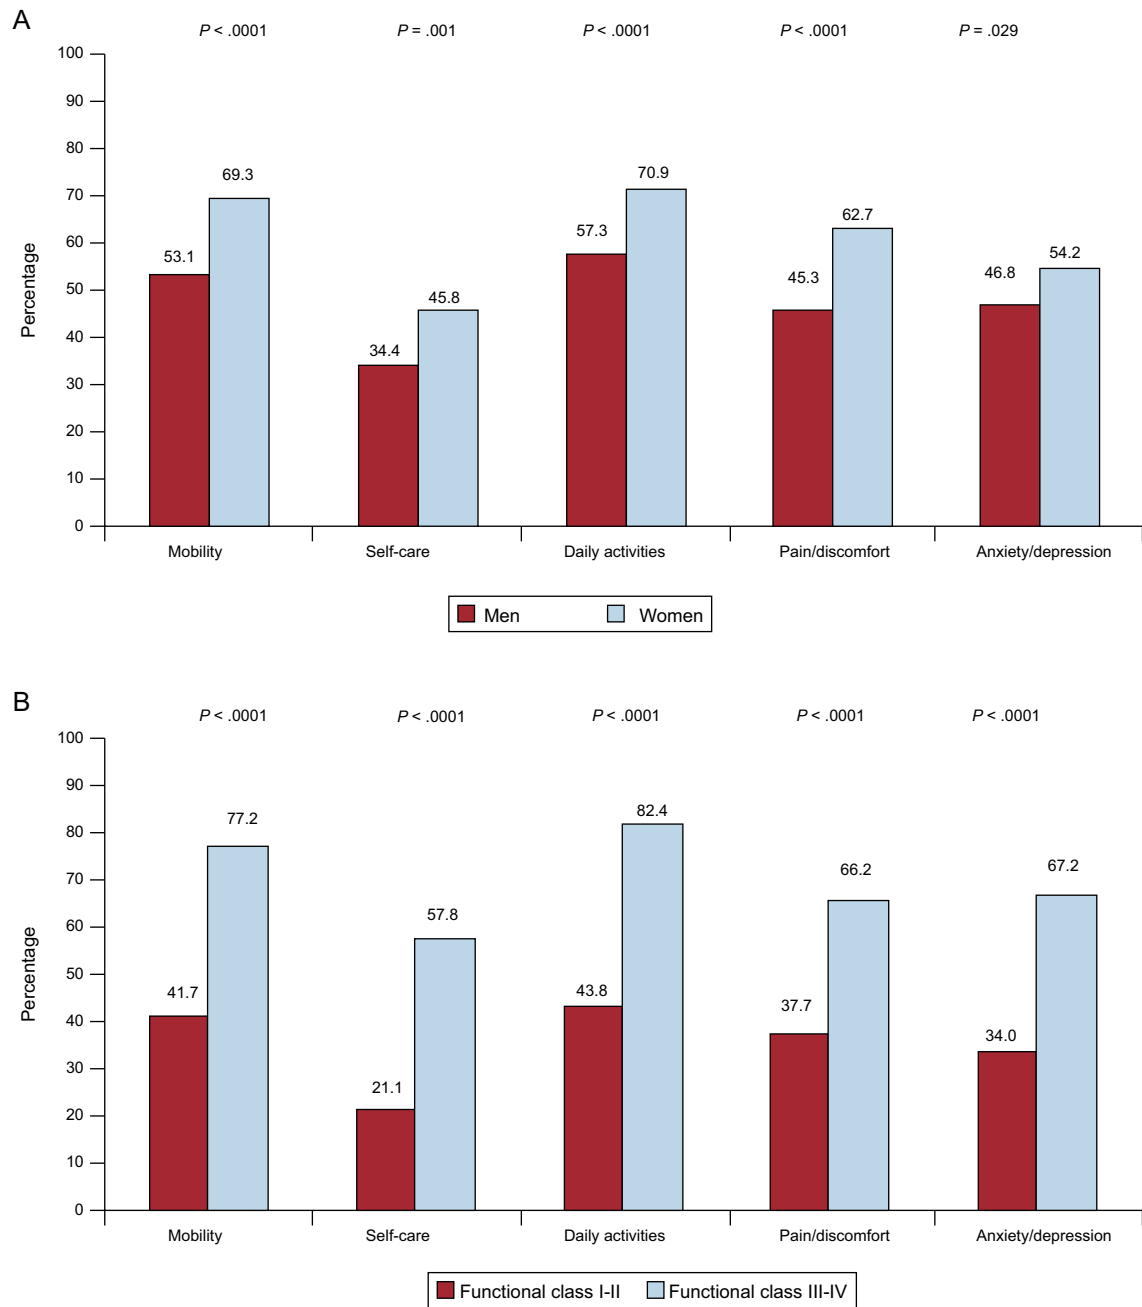 A
P < .0001 P = .001 P < .0001 P < .0001 P = .029
Percentage
100
90
80
70
60
50
40
30
20
10
0
53.1 69.3 34.4 45.8 57.3 70.9 45.3 62.7 46.8 54.2
Mobility Self-care Daily activities Pain/discomfort Anxiety/depression
Men Women
B
P < .0001 P < .0001 P < .0001 P < .0001 P < .0001
Percentage
100
90
80
70
60
50
40
30
20
10
0
41.7 77.2 21.1 57.8 43.8 82.4 37.7 66.2 34.0 67.2
Mobility Self-care Daily activities Pain/discomfort Anxiety/depression
Functional class I-II Functional class III-IV